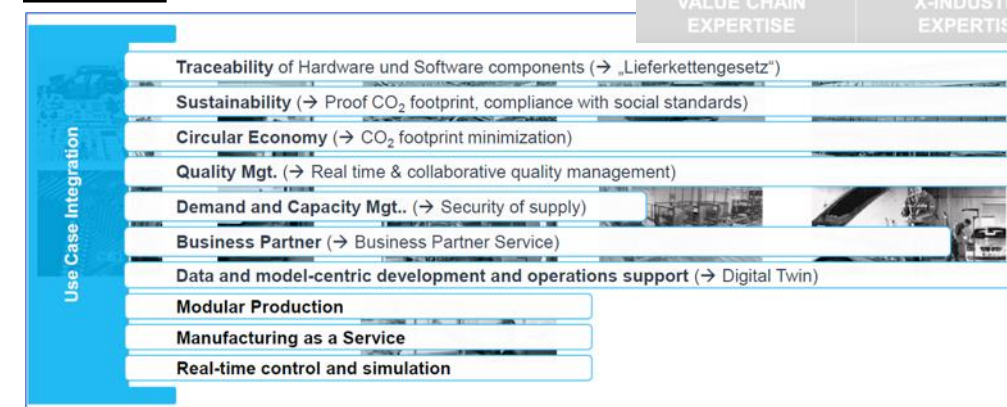 VALUE CHAIN
EXPERTISE
EXPERTIS
Use Case Integration
Traceability of Hardware und Software components (→ „Lieferkettengesetz“)
Sustainability (→ Proof CO₂ footprint, compliance with social standards)
Circular Economy (→ CO₂ footprint minimization)
Quality Mgt. (→ Real time & collaborative quality management)
Demand and Capacity Mgt.. (→ Security of supply)
Business Partner (→ Business Partner Service)
Data and model-centric development and operations support (→ Digital Twin)
Modular Production
Manufacturing as a Service
Real-time control and simulation